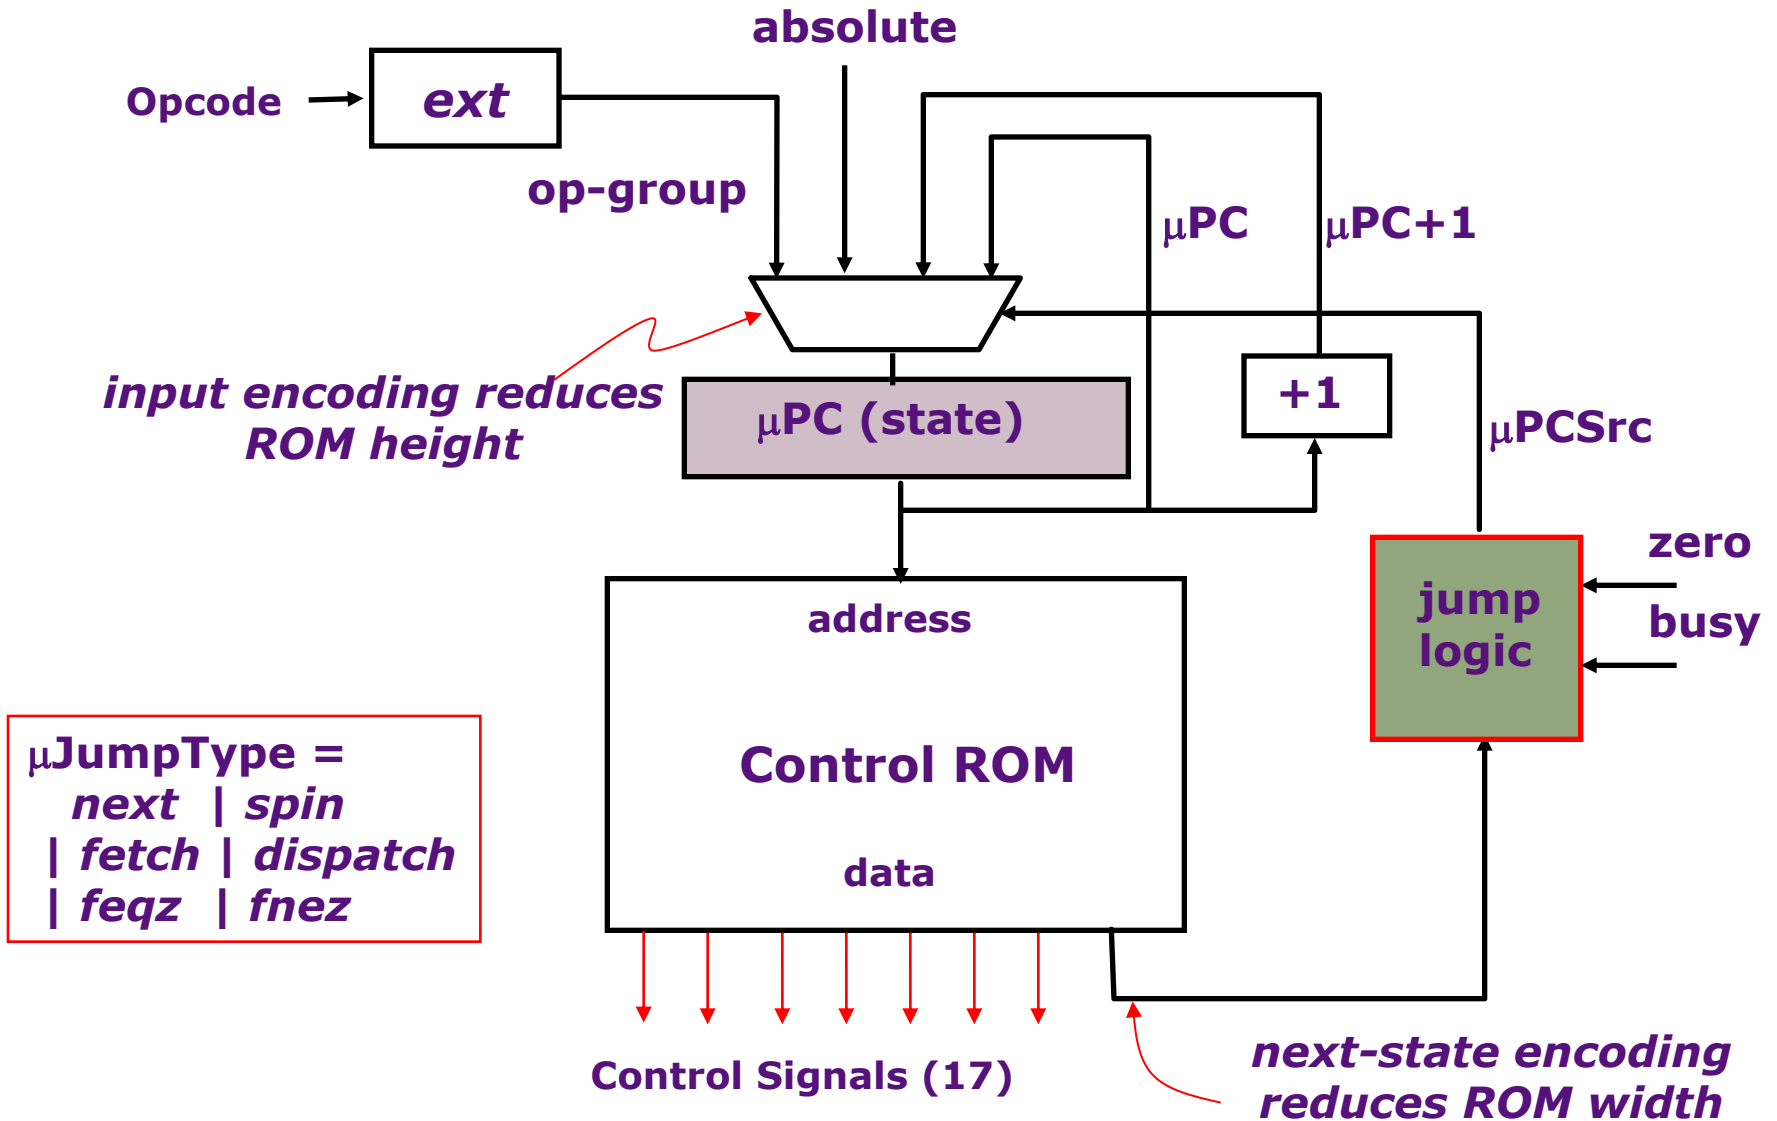 absolute
Opcode
ext
op-group
μPC
μPC+1
input encoding reduces
ROM height
μPC (state)
+1
μPCSrc
zero
busy
jump
logic
address
Control ROM
data
μJumpType =
next | spin
| fetch | dispatch
| feqz | fnez
Control Signals (17)
next-state encoding
reduces ROM width